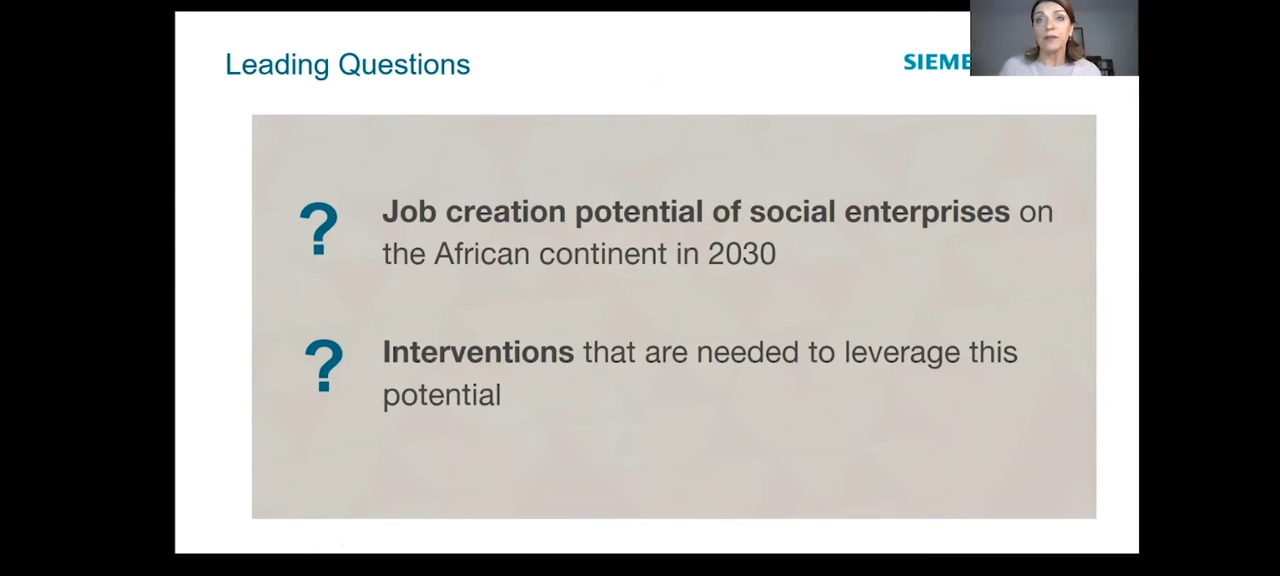 Leading Questions
SIEME
? Job creation potential of social enterprises on
the African continent in 2030
? Interventions that are needed to leverage this
potential